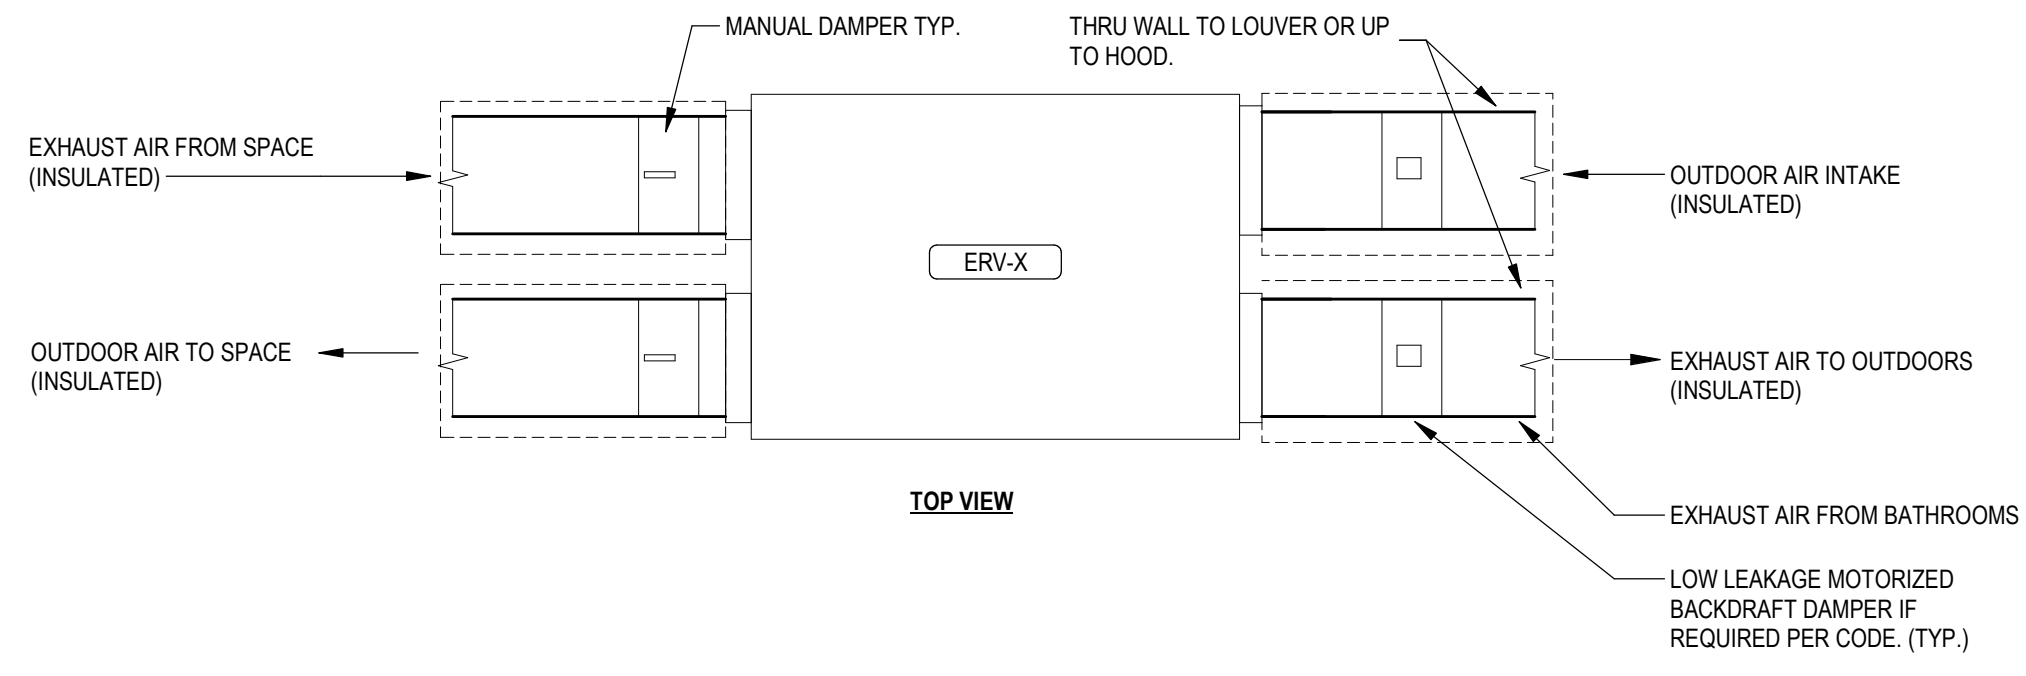 MANUAL DAMPER TYP.
THRU WALL TO LOUVER OR UP
TO HOOD.
EXHAUST AIR FROM SPACE
(INSULATED)
OUTDOOR AIR INTAKE
(INSULATED)
ERV-X
OUTDOOR AIR TO SPACE
(INSULATED)
EXHAUST AIR TO OUTDOORS
(INSULATED)
TOP VIEW
EXHAUST AIR FROM BATHROOMS
LOW LEAKAGE MOTORIZED
BACKDRAFT DAMPER IF
REQUIRED PER CODE. (TYP.)